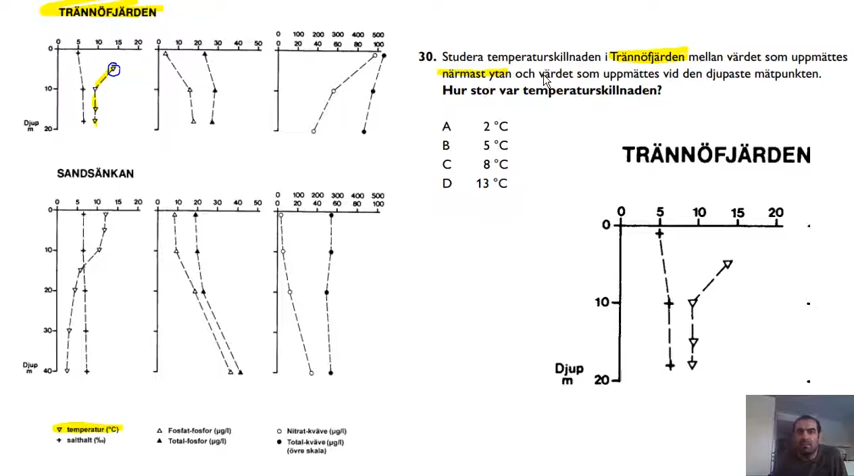 TRÄNNÖFJÄRDEN
0 5 10 15 20
0 10 20 30 40 50
100 200 300 400 500
0 20 40 60 80 100
0
10
20
Djup
m
SANDSÄNKAN
0 5 10 15 20
0 10 20 30 40 50
100 200 300 400 500
0 20 40 60 80 100
0
10
20
30
40
Djup
m
temperatur (°C)
salthalt (‰)
Fosfat-fosfor (µg/l)
Total-fosfor (µg/l)
Nitrat-kväve (µg/l)
Total-kväve (µg/l)
(övre skala)
30. Studera temperaturskillnaden i Trännöfjärden mellan värdet som uppmättes
närmast ytan och värdet som uppmättes vid den djupaste mätpunkten.
Hur stor var temperaturskillnaden?
A 2 °C
B 5 °C
C 8 °C
D 13 °C
TRÄNNÖFJÄRDEN
0 5 10 15 20
0
10
20
Djup
m